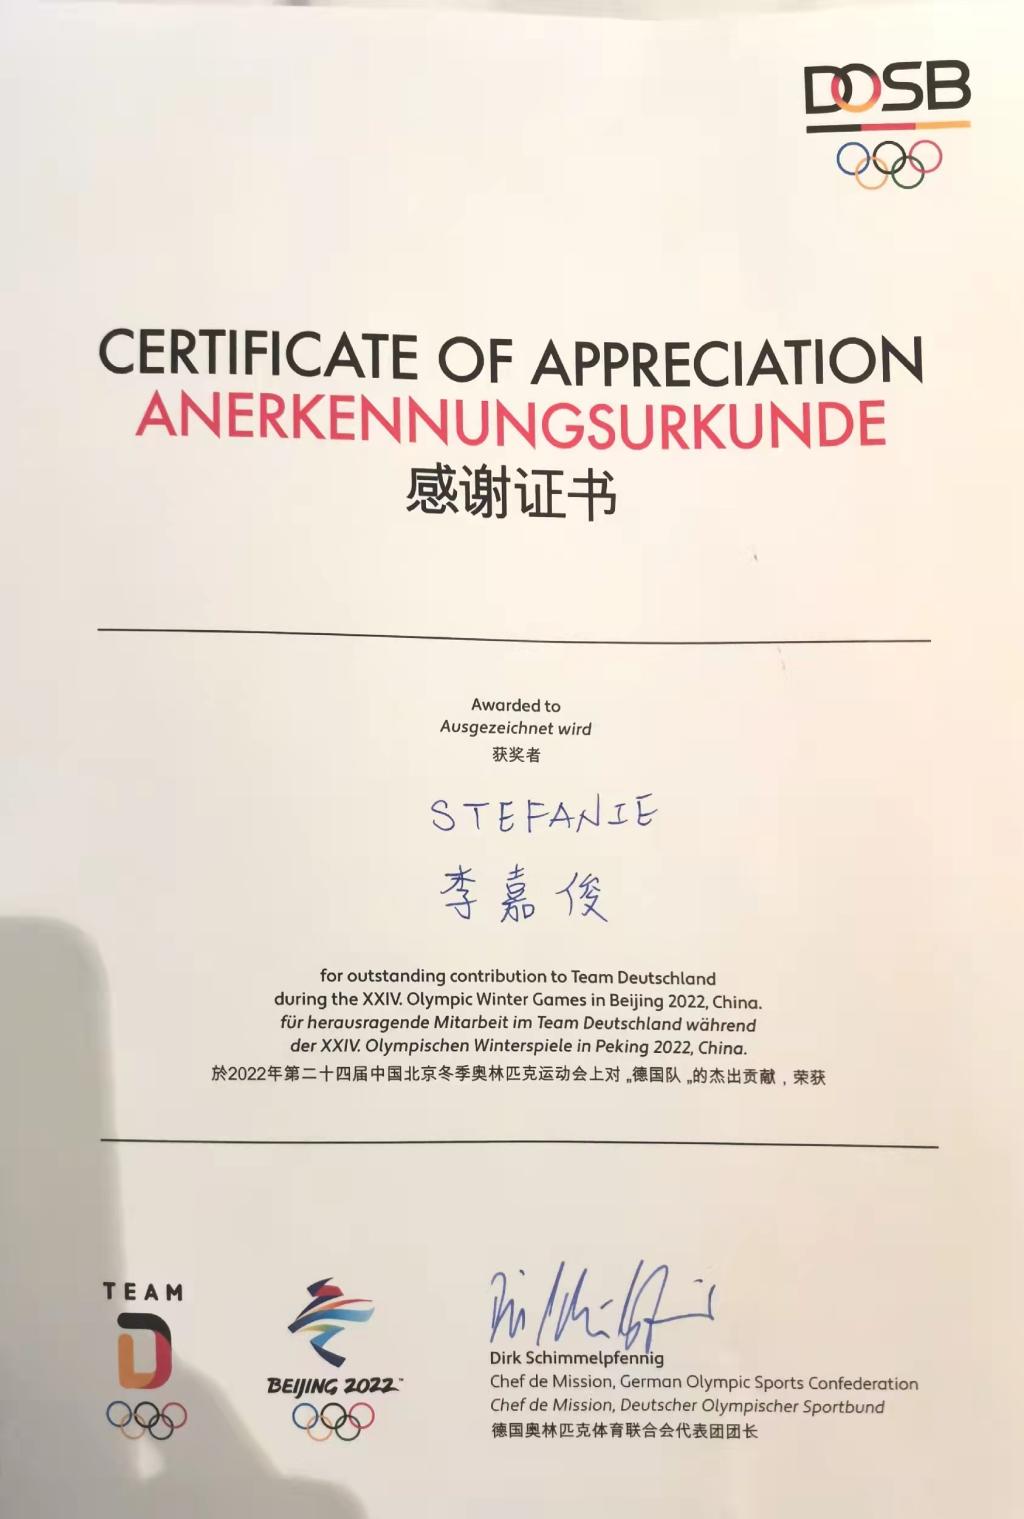 DOSB
CERTIFICATE OF APPRECIATION
ANERKENNUNGSURKUNDE
感谢证书
Awarded to
Ausgezeichnet wird
获奖者
STEFANIE
李嘉俊
for outstanding contribution to Team Deutschland
during the XXIV. Olympic Winter Games in Beijing 2022, China.
für herausragende Mitarbeit im Team Deutschland während
der XXIV. Olympischen Winterspiele in Peking 2022, China.
於2022年第二十四届中国北京冬季奥林匹克运动会上对 „德国队 „的杰出贡献，荣获
TEAM
D
BEIJING 2022™
Dirk Schimmelpfennig
Chef de Mission, German Olympic Sports Confederation
Chef de Mission, Deutscher Olympischer Sportbund
德国奥林匹克体育联合会代表团团长